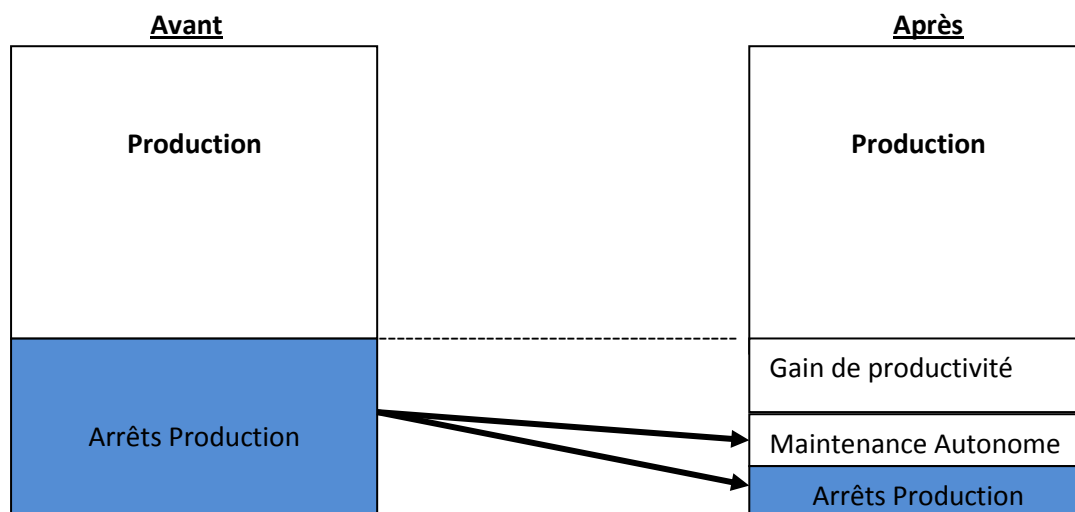 Avant
Après
Production
Production
Gain de productivité
Arrêts Production
Maintenance Autonome
Arrêts Production